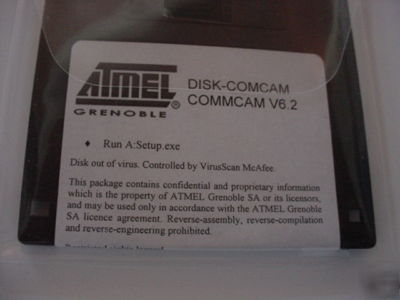 ATMEL®
GRENOBLE
DISK-COMCAM
COMMCAM V6.2
♦ Run A:Setup.exe
Disk out of virus. Controlled by VirusScan McAfee.
This package contains confidential and proprietary information
which is the property of ATMEL Grenoble SA or its licensors,
and may be used only in accordance with the ATMEL Grenoble
SA licence agreement. Reverse-assembly, reverse-compilation
and reverse-engineering prohibited.